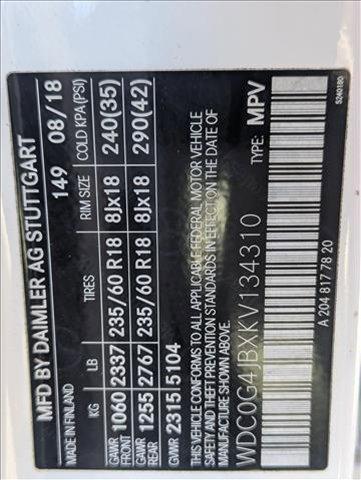 MFD BY DAIMLER AG STUTTGART
MADE IN FINLAND 149 08/18
KG LB TIRES RIM SIZE COLD KPA(PSI)
GAWR FRONT 1060 2337 235/60 R18 8Jx18 240(35)
GAWR REAR 1255 2767 235/60 R18 8Jx18 290(42)
GVWR 2315 5104
THIS VEHICLE CONFORMS TO ALL APPLICABLE FEDERAL MOTOR VEHICLE
SAFETY AND THEFT PREVENTION STANDARDS IN EFFECT ON THE DATE OF
MANUFACTURE SHOWN ABOVE.
WDC0G4JBXKV134310 TYPE: MPV
A 204 817 78 20
5240180